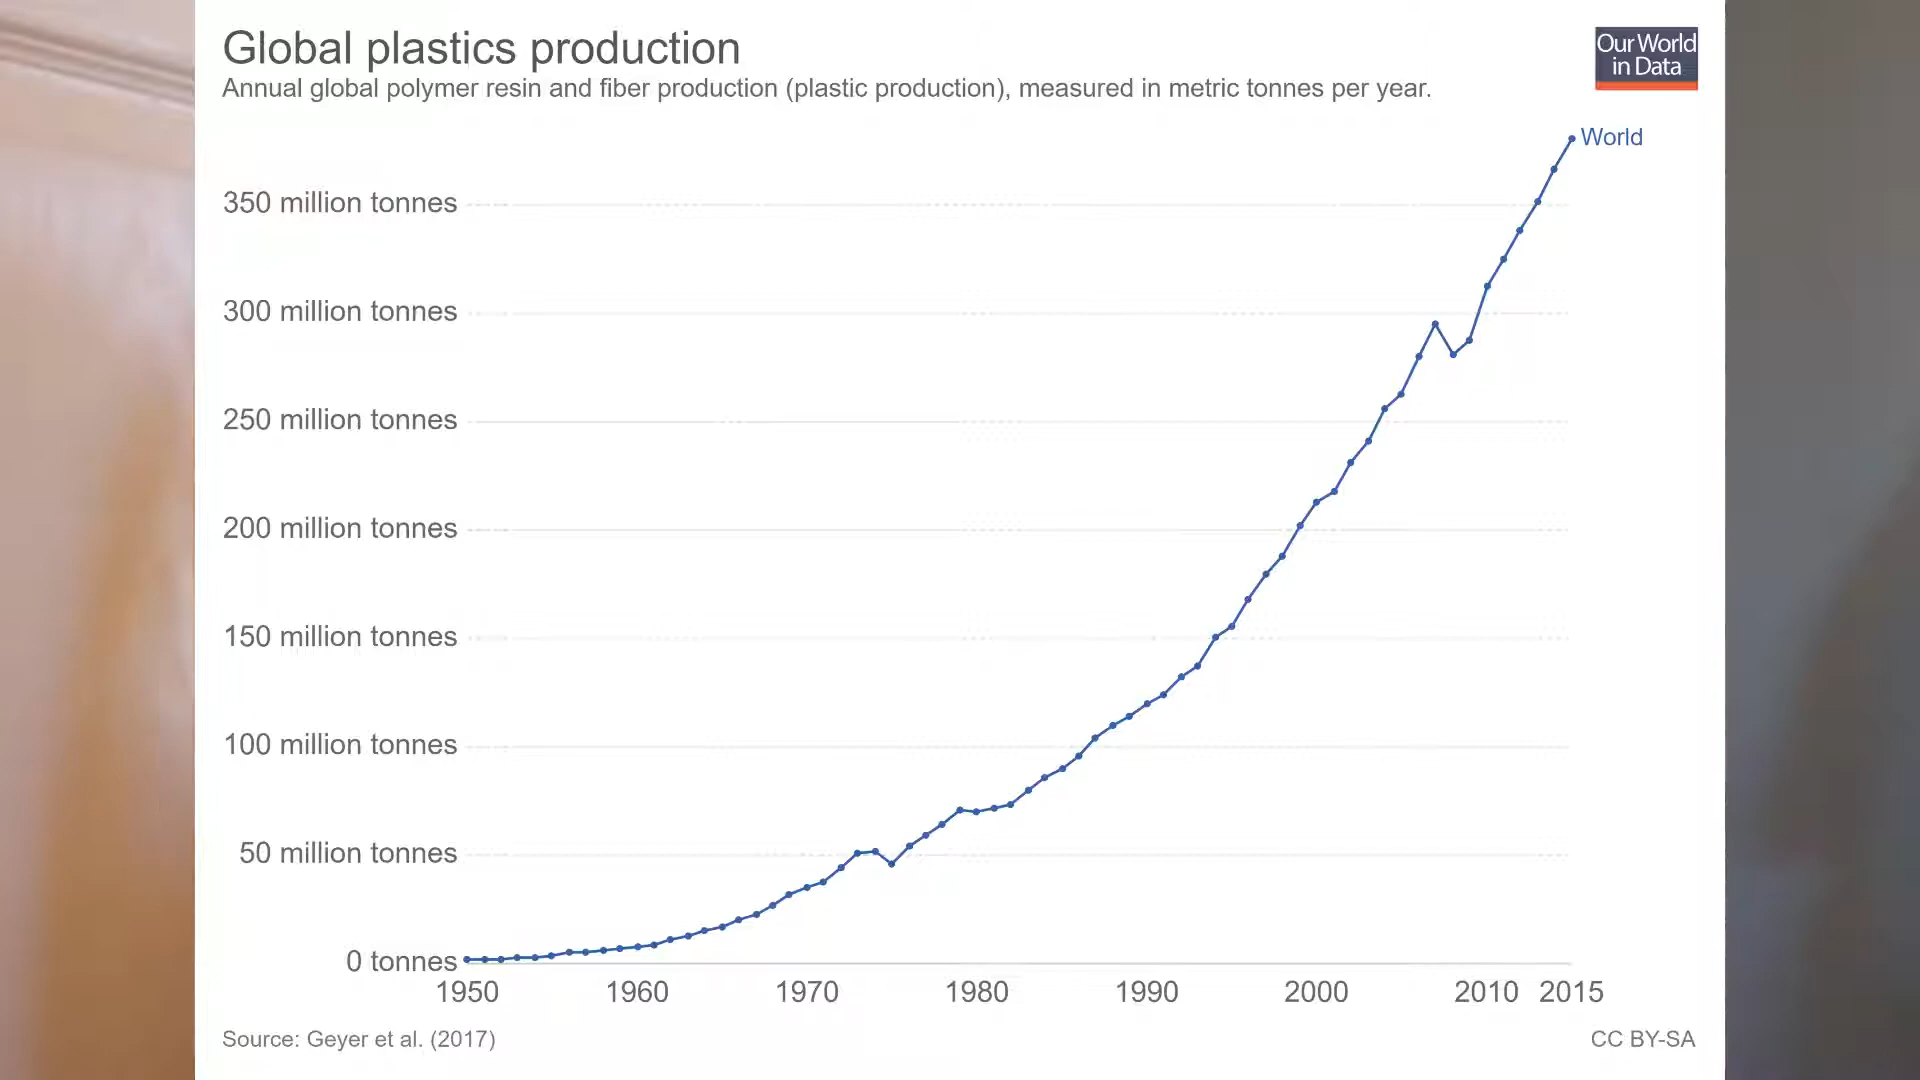 Global plastics production
Annual global polymer resin and fiber production (plastic production), measured in metric tonnes per year.
Our World
in Data
World
350 million tonnes
300 million tonnes
250 million tonnes
200 million tonnes
150 million tonnes
100 million tonnes
50 million tonnes
0 tonnes
1950 1960 1970 1980 1990 2000 2010 2015
Source: Geyer et al. (2017)
CC BY-SA